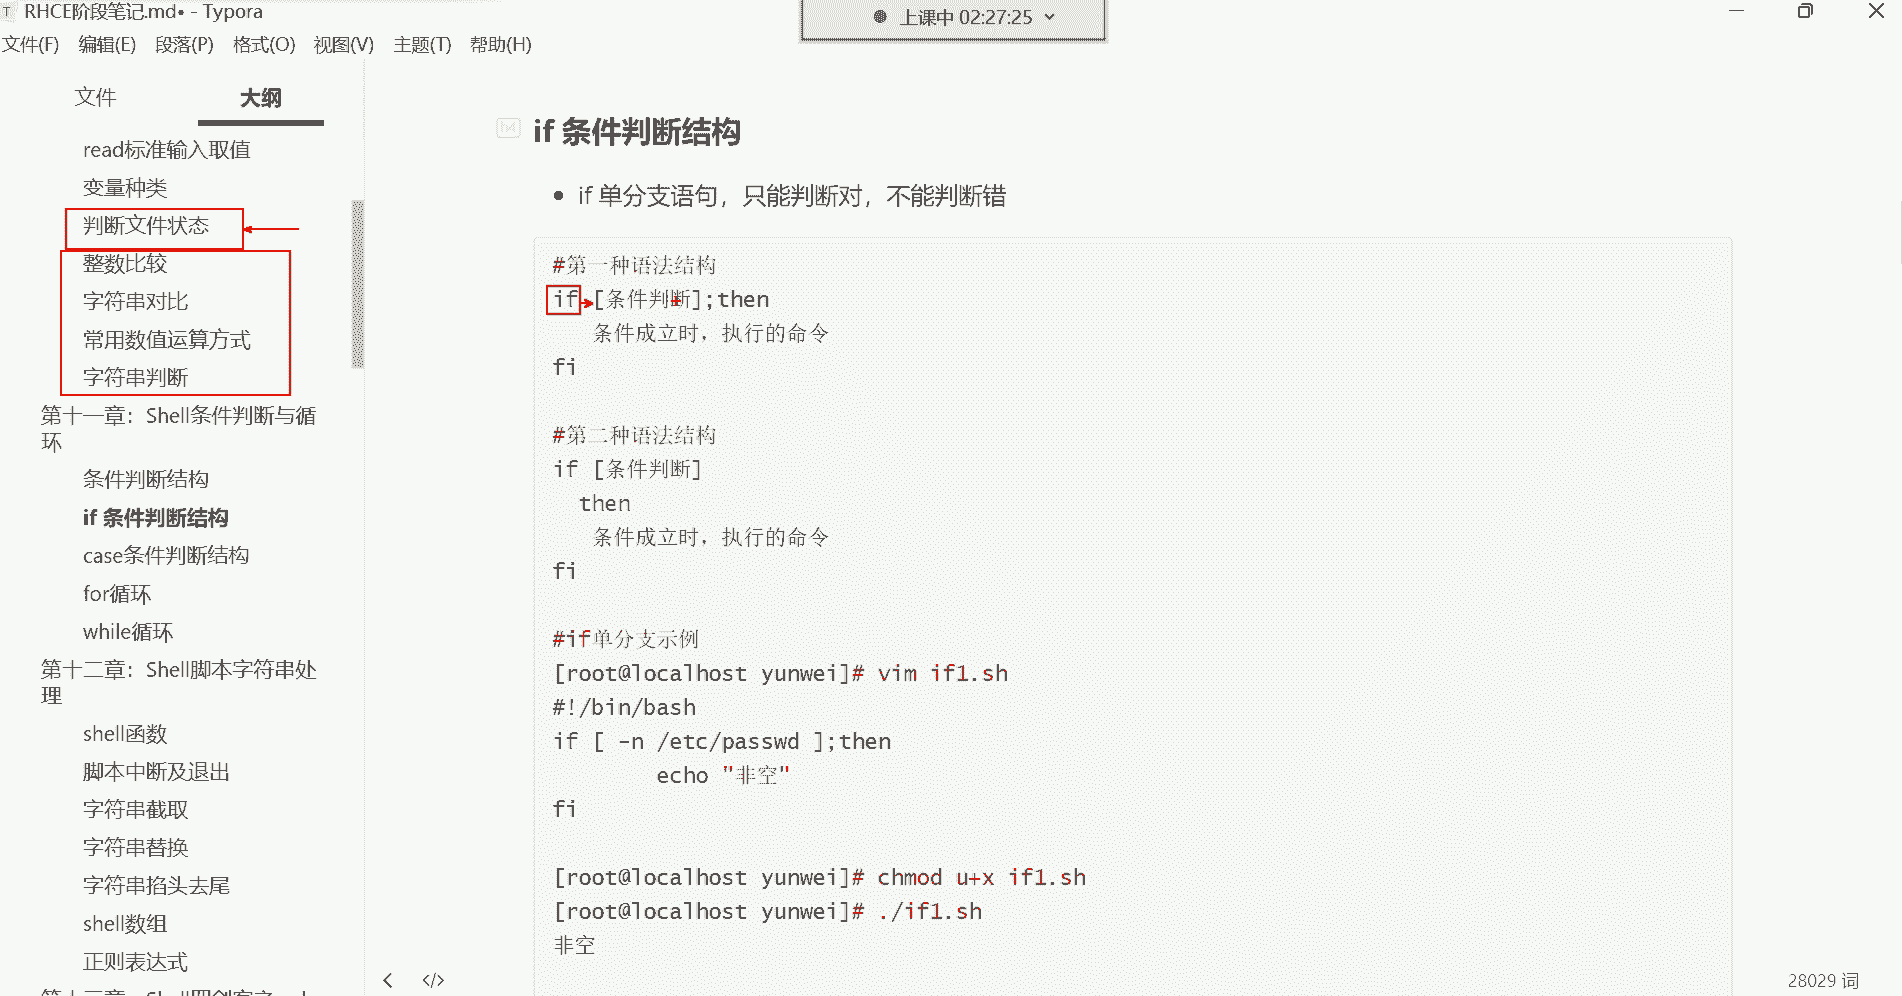 RHCE阶段笔记.md• - Typora
上课中 02:27:25
文件(F) 编辑(E) 段落(P) 格式(O) 视图(V) 主题(T) 帮助(H)
文件 大纲
read标准输入取值
变量种类
判断文件状态
整数比较
字符串对比
常用数值运算方式
字符串判断
第十一章：Shell条件判断与循
环
条件判断结构
if 条件判断结构
case条件判断结构
for循环
while循环
第十二章：Shell脚本字符串处
理
shell函数
脚本中断及退出
字符串截取
字符串替换
字符串掐头去尾
shell数组
正则表达式
if 条件判断结构
• if 单分支语句，只能判断对，不能判断错
#第一种语法结构
if [条件判断];then
条件成立时，执行的命令
fi
#第二种语法结构
if [条件判断]
then
条件成立时，执行的命令
fi
#if单分支示例
[root@localhost yunwei]# vim if1.sh
#!/bin/bash
if [ -n /etc/passwd ];then
echo "非空"
fi
[root@localhost yunwei]# chmod u+x if1.sh
[root@localhost yunwei]# ./if1.sh
非空
28029 词